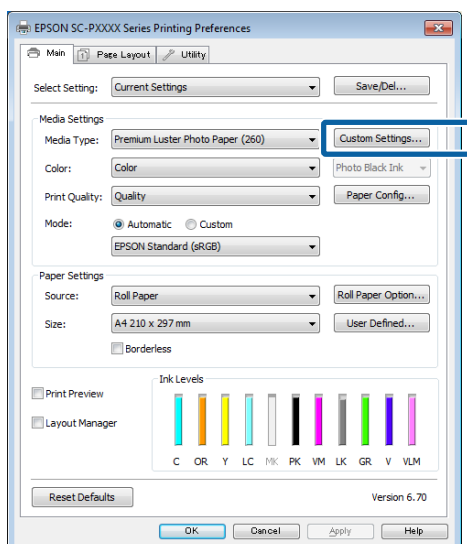 EPSON SC-PXXXX Series Printing Preferences
Main Page Layout Utility
Select Setting: Current Settings Save/Del...
Media Settings
Media Type: Premium Luster Photo Paper (260) Custom Settings...
Color: Color Photo Black Ink
Print Quality: Quality Paper Config...
Mode: Automatic Custom
EPSON Standard (sRGB)
Paper Settings
Source: Roll Paper Roll Paper Option...
Size: A4 210 x 297 mm User Defined...
Borderless
Ink Levels
Print Preview
Layout Manager
C OR Y LC MK PK VM LK GR V VLM
Reset Defaults Version 6.70
OK Cancel Apply Help